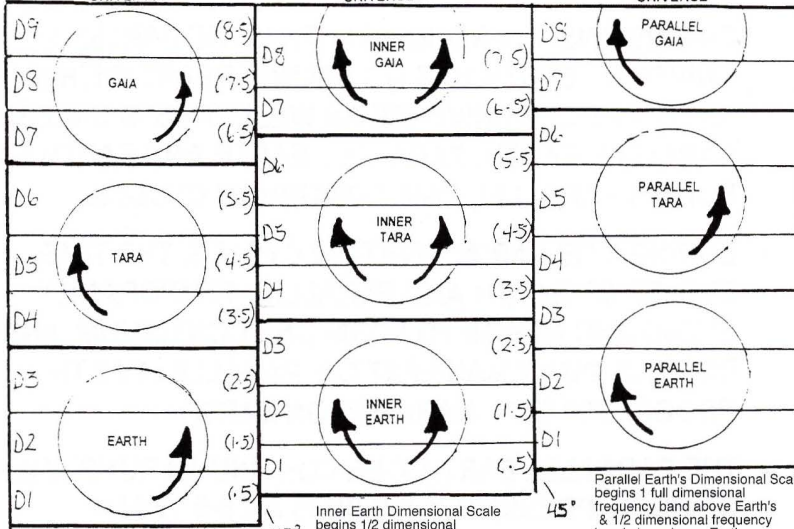 UNIVERSE
D9 (8.5)
D8 GAIA (7.5)
D7 (6.5)
D6 (5.5)
D5 TARA (4.5)
D4 (3.5)
D3 (2.5)
D2 EARTH (1.5)
D1 (.5)
D8 INNER GAIA (7.5)
D7 (6.5)
D6 (5.5)
D5 INNER TARA (4.5)
D4 (3.5)
D3 (2.5)
D2 INNER EARTH (1.5)
D1 (.5)
Inner Earth Dimensional Scale
begins 1/2 dimensional
D8 PARALLEL GAIA
D7
D6
D5 PARALLEL TARA
D4
D3
D2 PARALLEL EARTH
D1
45°
Parallel Earth's Dimensional Sca
begins 1 full dimensional
frequency band above Earth's
& 1/2 dimensional frequency